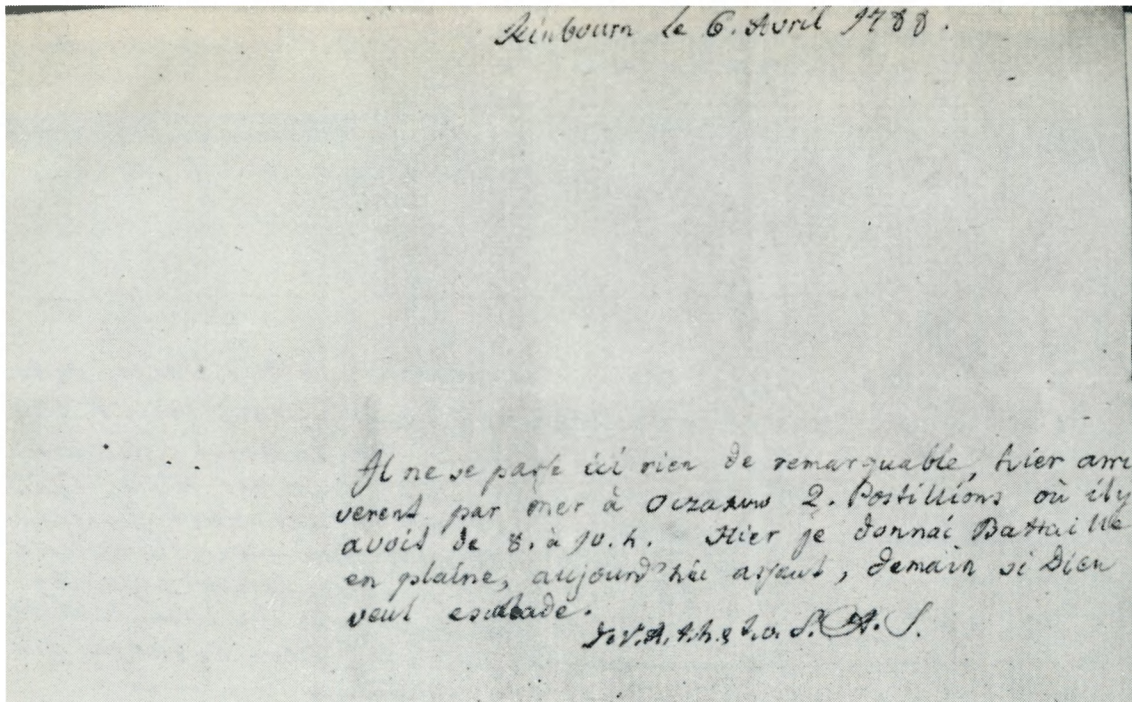 Kinbourn le 6. Avril 1788.
Il ne se passe ici rien de remarquable, hier arri
verent par mer à Oczakow 2. Postillions où il y
avoit de 8. à 10. h. Hier je donnai Battaille
en plaine, aujourd'hui , demain si Dieu
veut escalade.
de V. A. S. A. S.